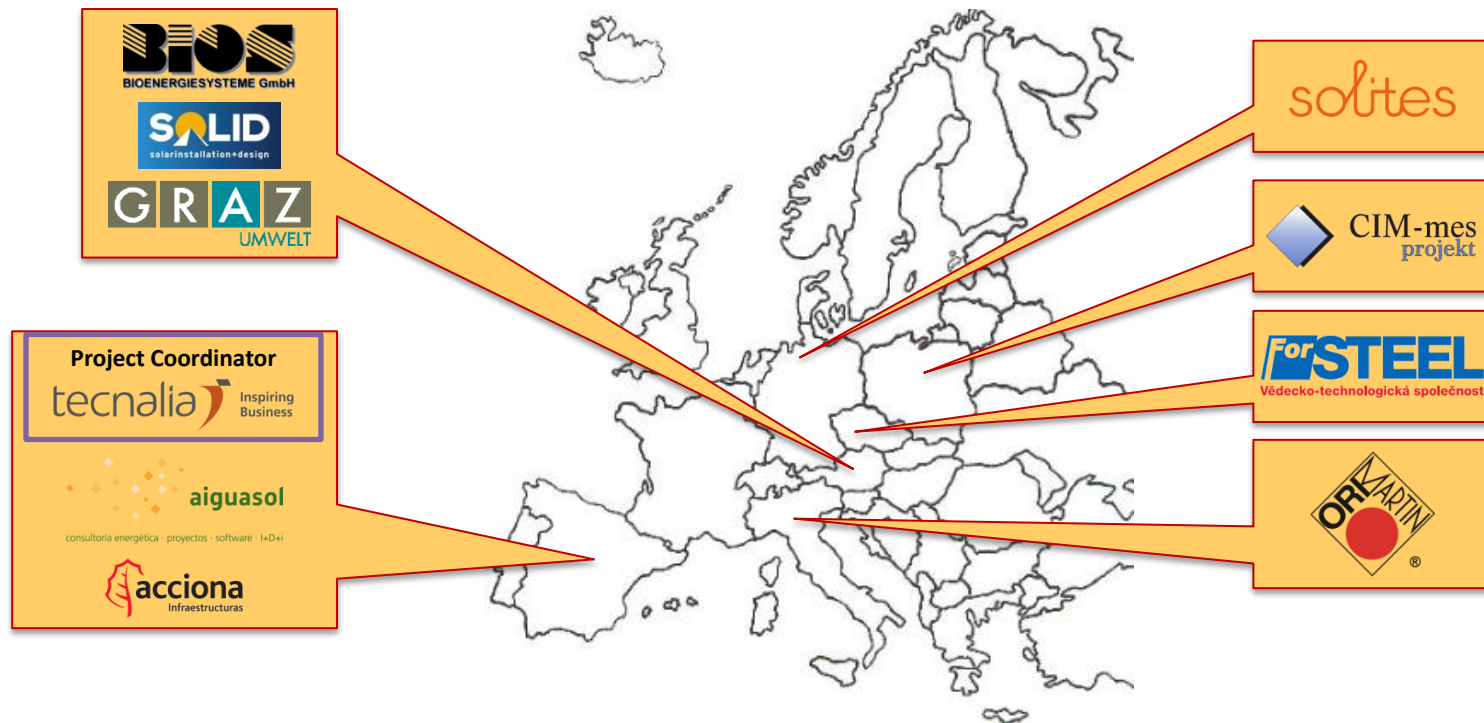 BIOS
BIOENERGIESYSTEME GmbH
SOLID
solarinstallation+design
GRAZ
UMWELT
Project Coordinator
tecnalia Inspiring
Business
aiguasol
consultoría energética · proyectos · software · I+D+i
acciona
Infraestructuras
solites
CIM-mes
projekt
ForSTEEL
Vědecko-technologická společnost
ORI
MARTIN
®